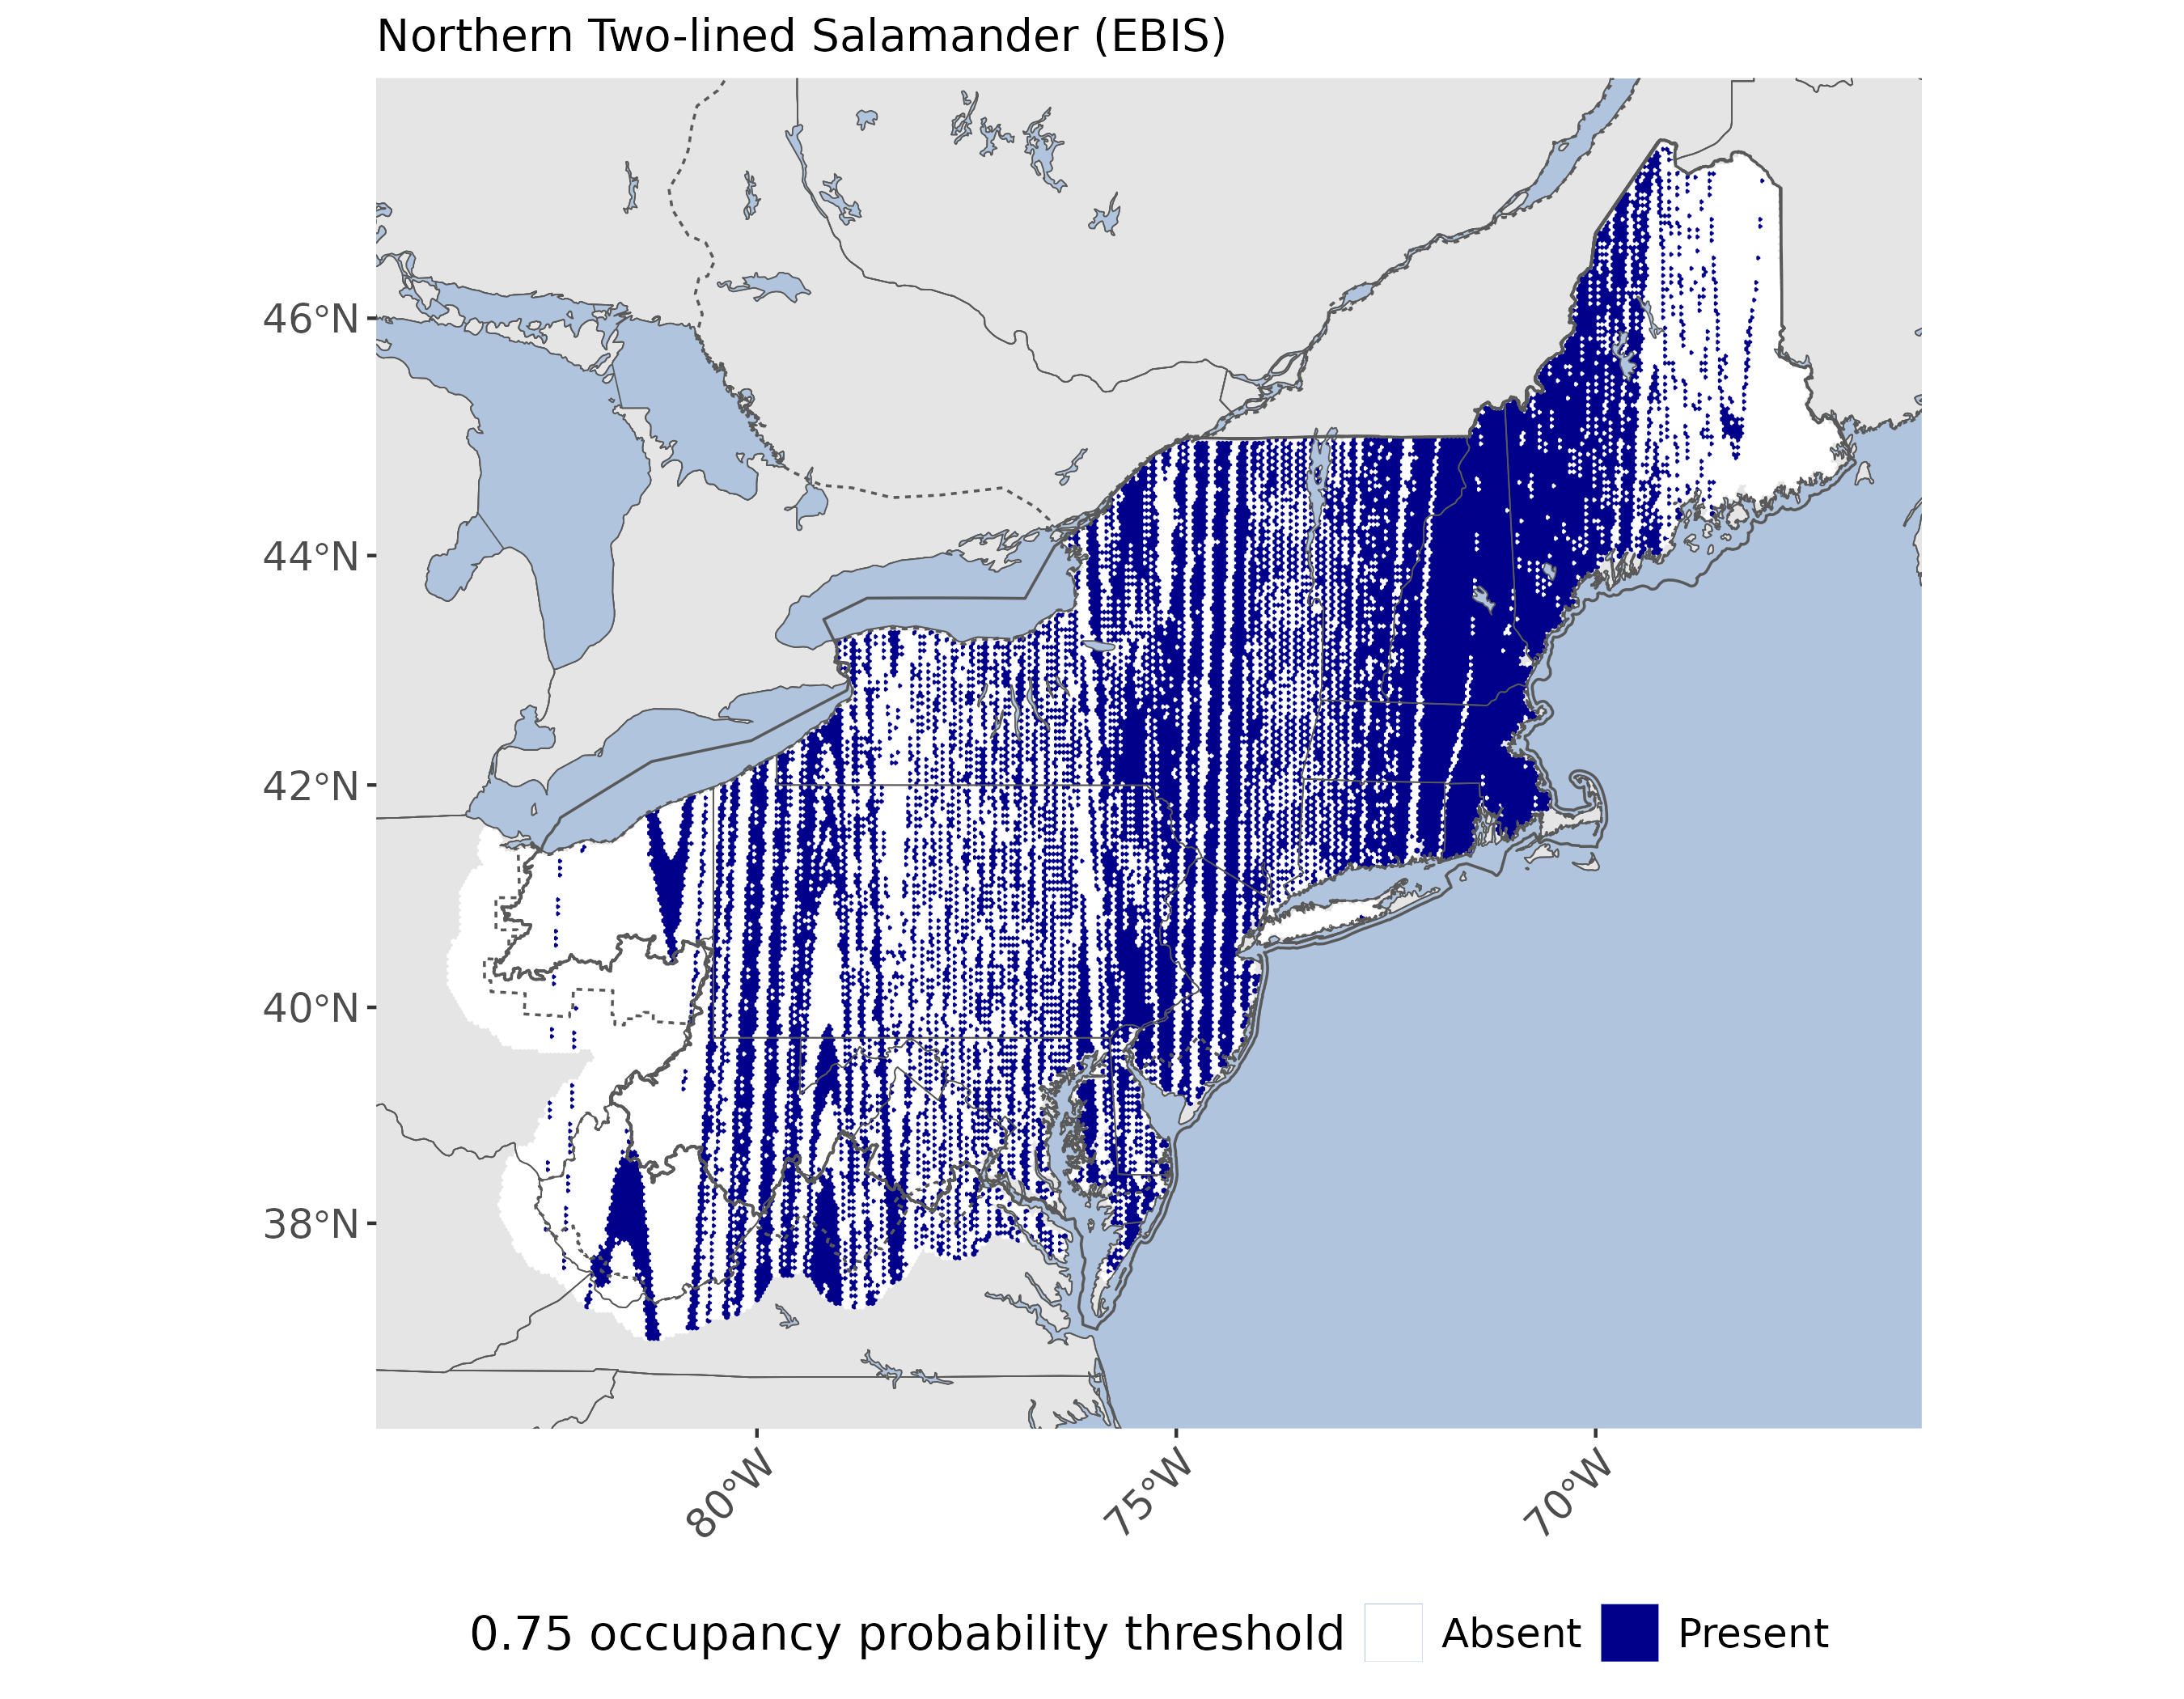 Northern Two-lined Salamander (EBIS)
46°N
44°N
42°N
40°N
38°N
80°W
75°W
70°W
0.75 occupancy probability threshold Absent Present